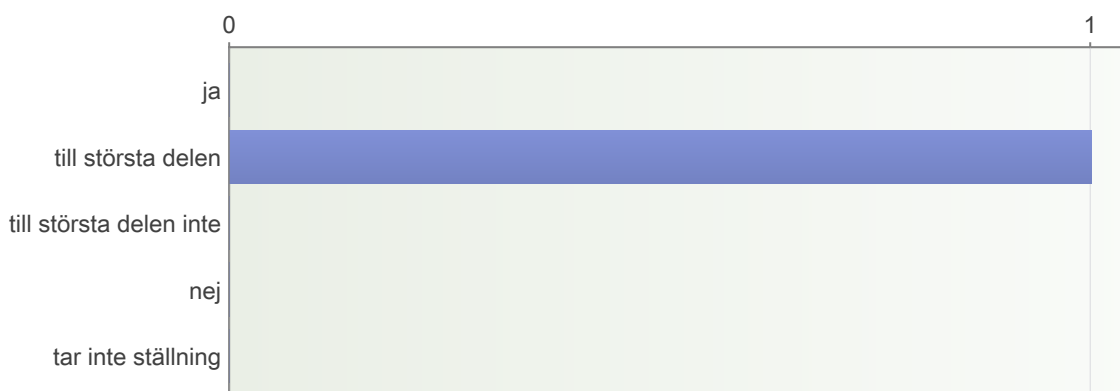 0 1
ja
till största delen
till största delen inte
nej
tar inte ställning